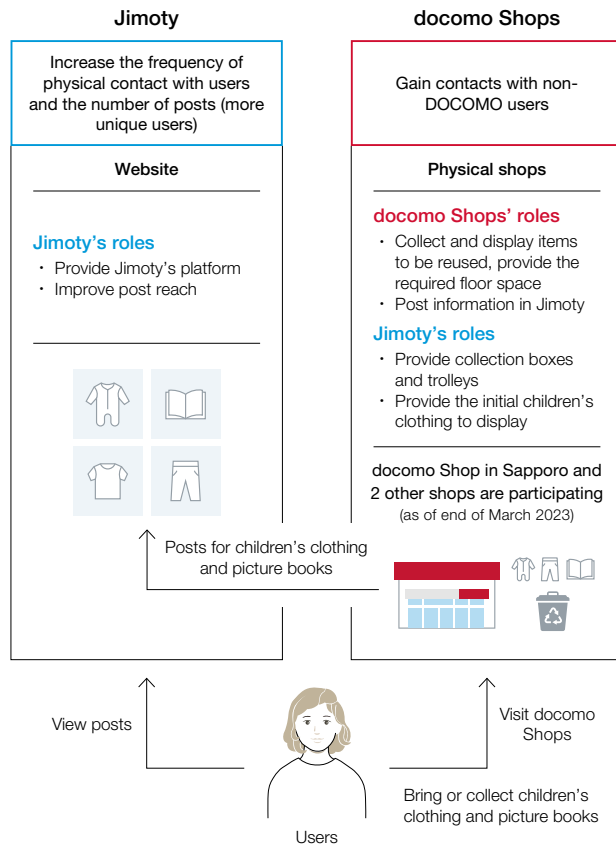 Jimoty
Increase the frequency of
physical contact with users
and the number of posts (more
unique users)
Website
Jimoty’s roles
・ Provide Jimoty’s platform
・ Improve post reach
docomo Shops
Gain contacts with non-
DOCOMO users
Physical shops
docomo Shops’ roles
・ Collect and display items
to be reused, provide the
required floor space
・ Post information in Jimoty
Jimoty’s roles
・ Provide collection boxes
and trolleys
・ Provide the initial children’s
clothing to display
docomo Shop in Sapporo and
2 other shops are participating
(as of end of March 2023)
Posts for children’s clothing
and picture books
View posts
Visit docomo
Shops
Bring or collect children’s
clothing and picture books
Users